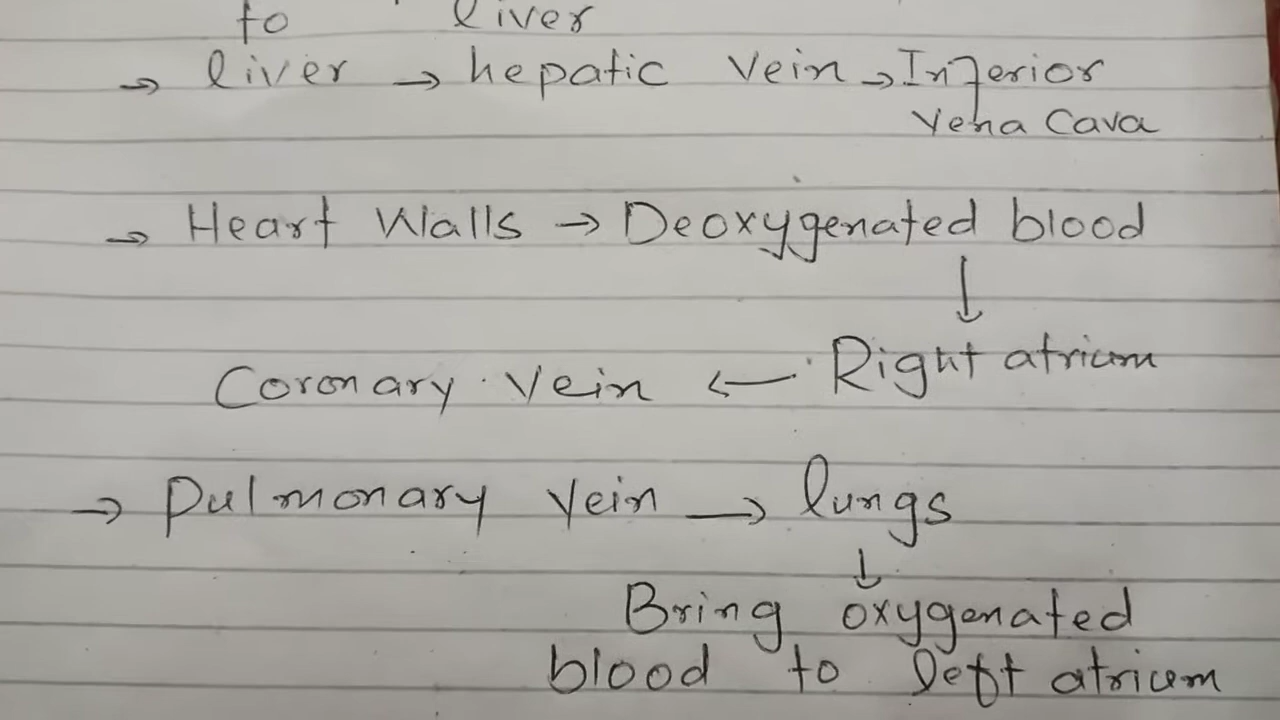 to liver
→ liver → hepatic vein → Inferior
Vena Cava
→ Heart Walls → Deoxygenated blood
↓
Coronary Vein ← Right atrium
→ Pulmonary Vein → lungs
↓
Bring oxygenated
blood to left atrium